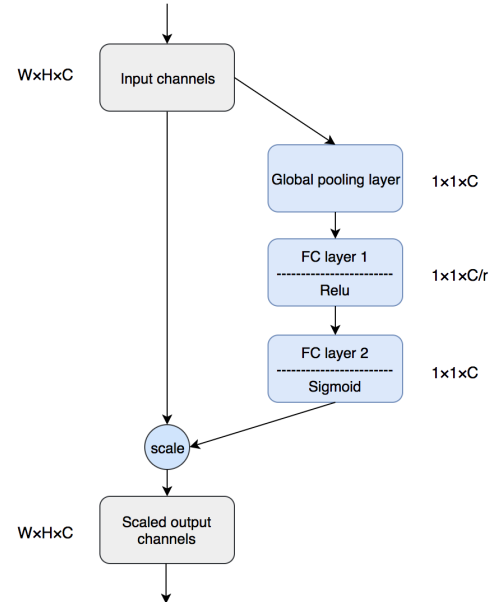 W×H×C
Input channels
Global pooling layer
1×1×C
FC layer 1
Relu
1×1×C/r
FC layer 2
Sigmoid
1×1×C
scale
W×H×C
Scaled output
channels